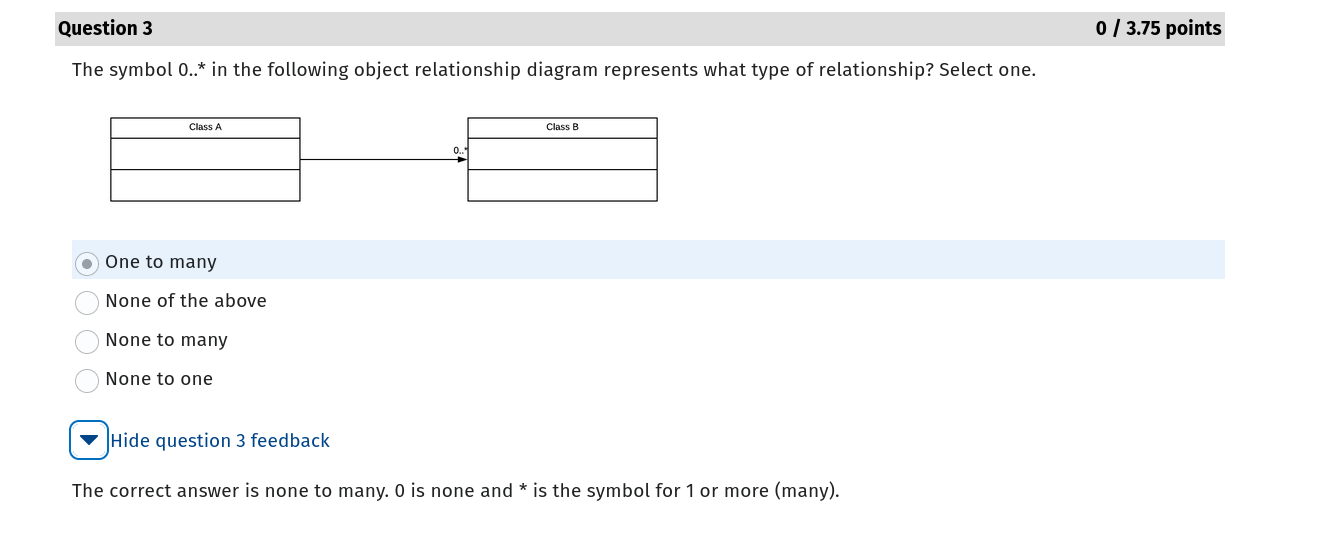 Question 3 0 / 3.75 points
The symbol 0..* in the following object relationship diagram represents what type of relationship? Select one.
Class A Class B
0..*
One to many
None of the above
None to many
None to one
Hide question 3 feedback
The correct answer is none to many. 0 is none and * is the symbol for 1 or more (many).